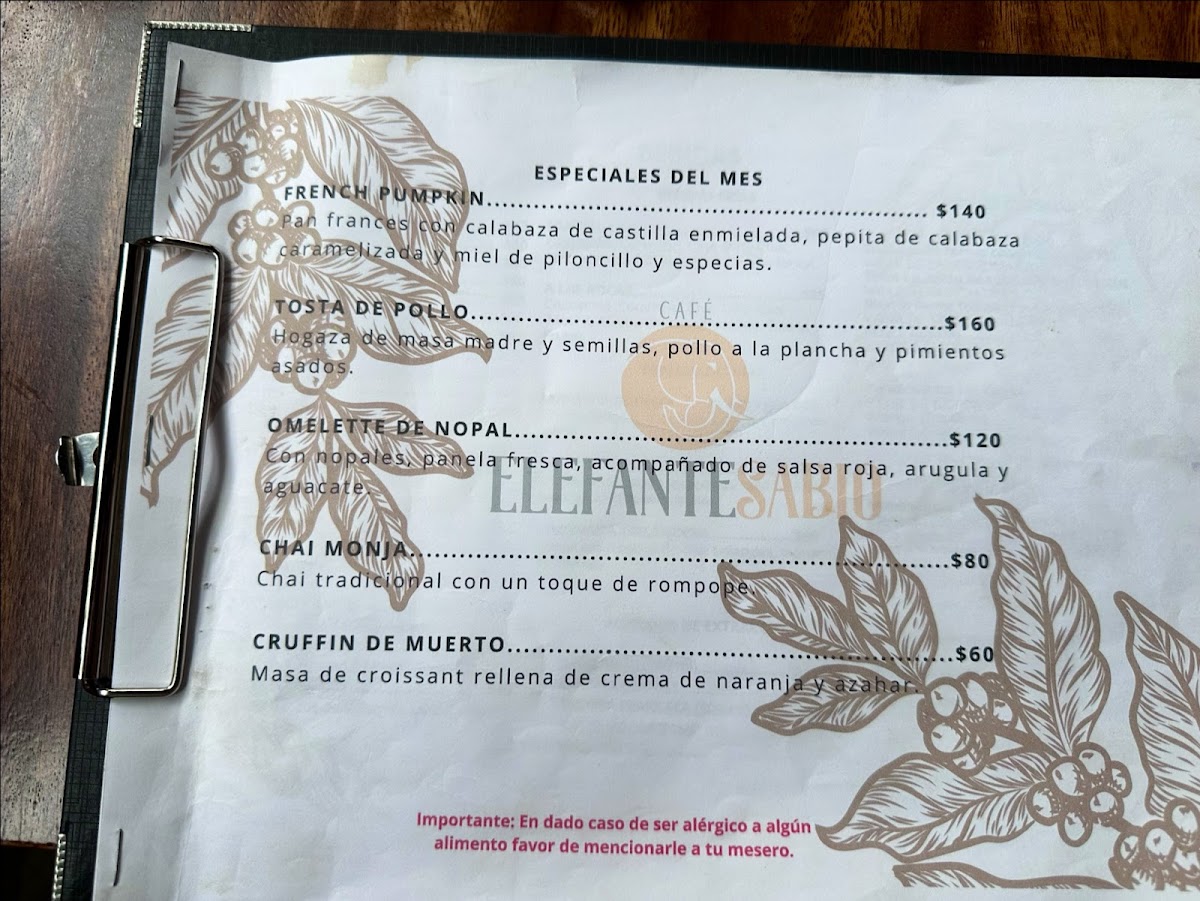 ESPECIALES DEL MES
FRENCH PUMPKIN........................ $140
Pan frances con calabaza de castilla enmielada, pepita de calabaza
caramelizada y miel de piloncillo y especias.
CAFÉ
TOSTA DE POLLO........................$160
Hogaza de masa madre y semillas, pollo a la plancha y pimientos
asados.
OMELETTE DE NOPAL........................$120
Con nopales, panela fresca, acompañado de salsa roja, arugula y
aguacate.
ELEFANTESABIO
CHAI MONJA........................$80
Chai tradicional con un toque de rompope.
CRUFFIN DE MUERTO........................$60
Masa de croissant rellena de crema de naranja y azahar.
Importante: En dado caso de ser alérgico a algún
alimento favor de mencionarle a tu mesero.